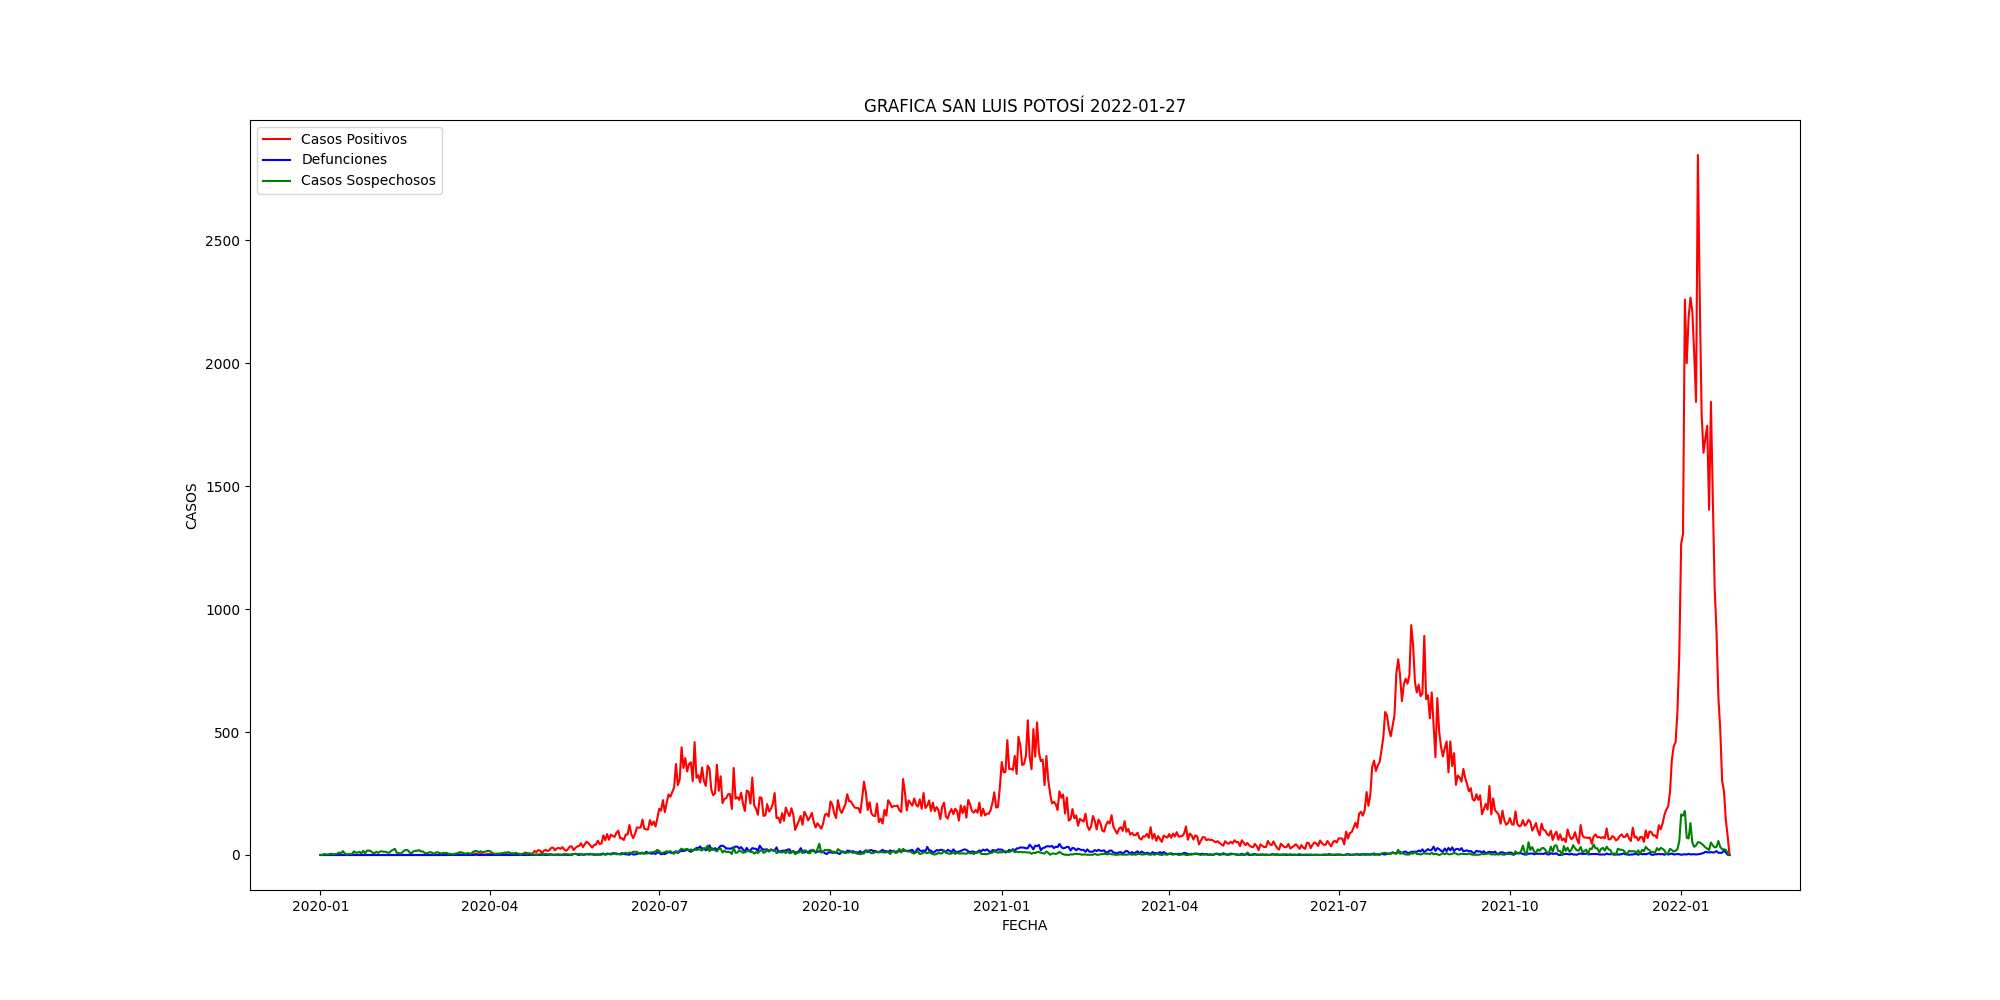 GRAFICA SAN LUIS POTOSÍ 2022-01-27
Casos Positivos
Defunciones
Casos Sospechosos
CASOS
2500
2000
1500
1000
500
0
2020-01 2020-04 2020-07 2020-10 2021-01 2021-04 2021-07 2021-10 2022-01
FECHA